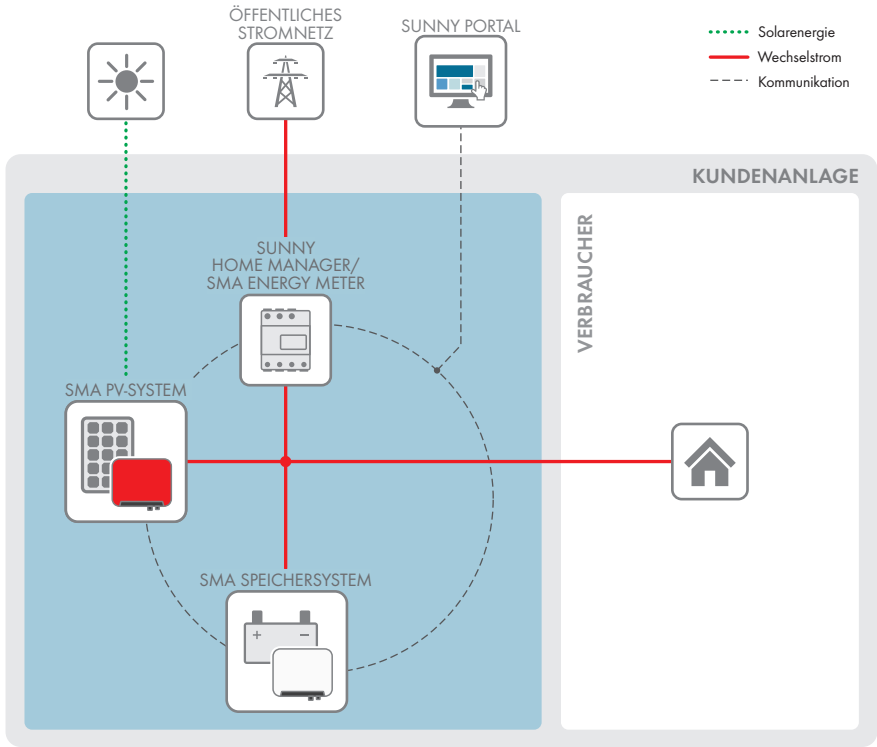 ÖFFENTLICHES
STROMNETZ
SUNNY PORTAL
Solarenergie
Wechselstrom
Kommunikation
KUNDENANLAGE
VERBRAUCHER
SUNNY
HOME MANAGER/
SMA ENERGY METER
SMA PV-SYSTEM
SMA SPEICHERSYSTEM
+ −